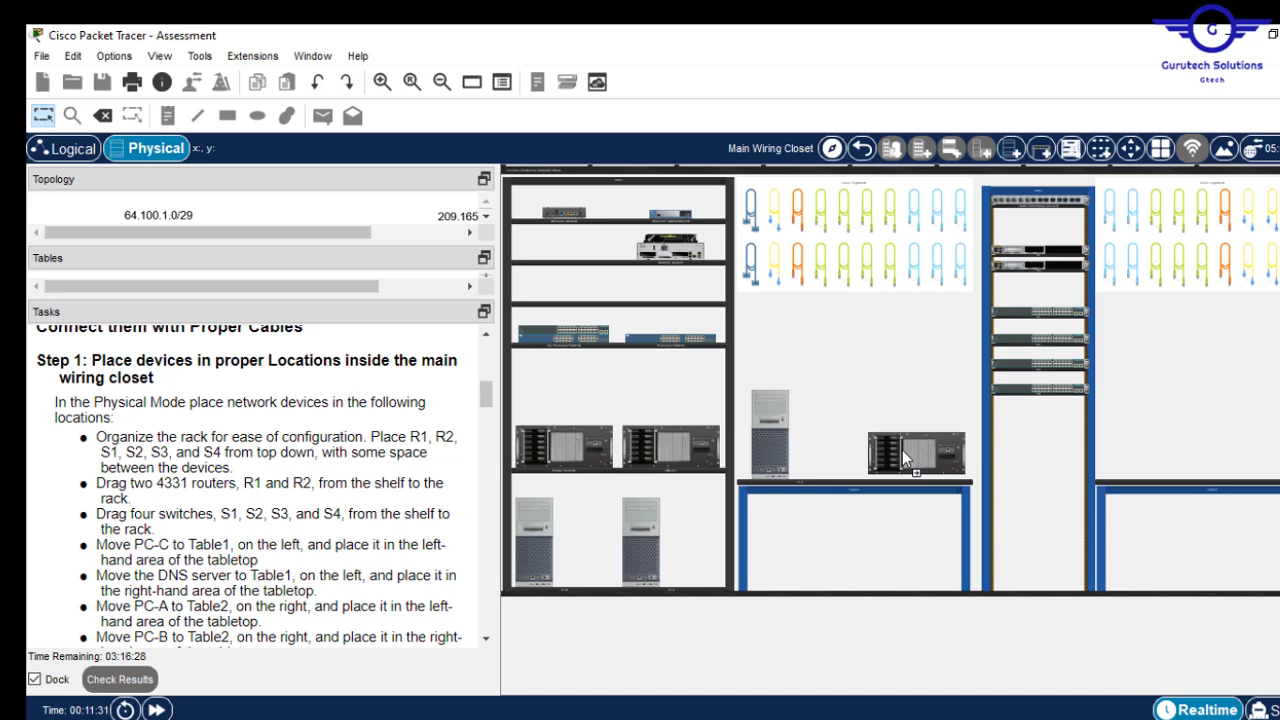 Cisco Packet Tracer - Assessment
G
Gurutech Solutions
Gtech
File Edit Options View Tools Extensions Window Help
Logical Physical x:, y: Main Wiring Closet 05:
Topology
64.100.1.0/29 209.165
Tables
Tasks
Connect them with Proper Cables
Step 1: Place devices in proper Locations inside the main
wiring closet
In the Physical Mode place network devices in the following
locations:
● Organize the rack for ease of configuration. Place R1, R2,
S1, S2, S3, and S4 from top down, with some space
between the devices.
● Drag two 4331 routers, R1 and R2, from the shelf to the
rack.
● Drag four switches, S1, S2, S3, and S4, from the shelf to
the rack.
● Move PC-C to Table1, on the left, and place it in the left-
hand area of the tabletop
● Move the DNS server to Table1, on the left, and place it in
the right-hand area of the tabletop.
● Move PC-A to Table2, on the right, and place it in the left-
hand area of the tabletop.
● Move PC-B to Table2, on the right, and place it in the right-
Time Remaining: 03:16:28
Dock Check Results
Time: 00:11:31 Realtime S